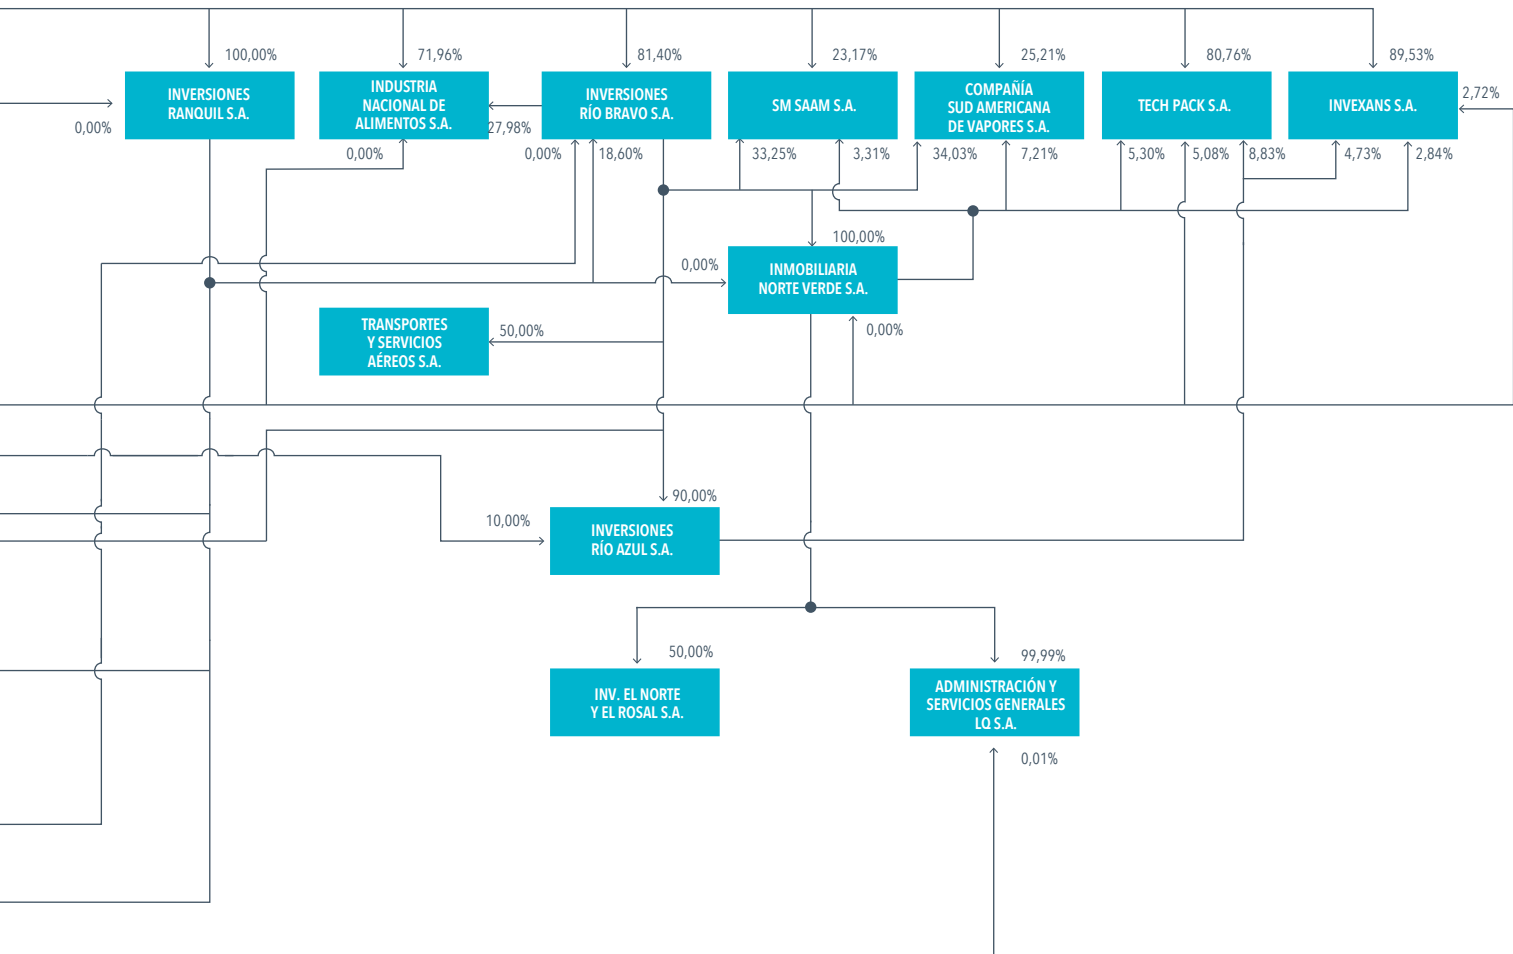 100,00%
71,96%
81,40%
23,17%
25,21%
80,76%
89,53%
INVERSIONES
RANQUIL S.A.
INDUSTRIA
NACIONAL DE
ALIMENTOS S.A.
INVERSIONES
RÍO BRAVO S.A.
SM SAAM S.A.
COMPAÑÍA
SUD AMERICANA
DE VAPORES S.A.
TECH PACK S.A.
INVEXANS S.A.
2,72%
0,00%
27,98%
0,00%
0,00%
18,60%
33,25%
3,31%
34,03%
7,21%
5,30%
5,08%
8,83%
4,73%
2,84%
100,00%
0,00%
INMOBILIARIA
NORTE VERDE S.A.
TRANSPORTES
Y SERVICIOS
AÉREOS S.A.
50,00%
0,00%
90,00%
10,00%
INVERSIONES
RÍO AZUL S.A.
50,00%
99,99%
INV. EL NORTE
Y EL ROSAL S.A.
ADMINISTRACIÓN Y
SERVICIOS GENERALES
LQ S.A.
0,01%